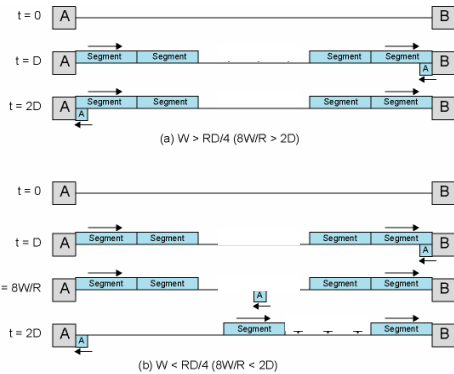 t = 0 A B
t = D A Segment Segment Segment Segment B
A
t = 2D A Segment Segment Segment Segment B
A
(a) W > RD/4 (8W/R > 2D)
t = 0 A B
t = D A Segment Segment Segment Segment B
A
= 8W/R A Segment Segment Segment Segment B
A
t = 2D A Segment Segment B
A
(b) W < RD/4 (8W/R < 2D)